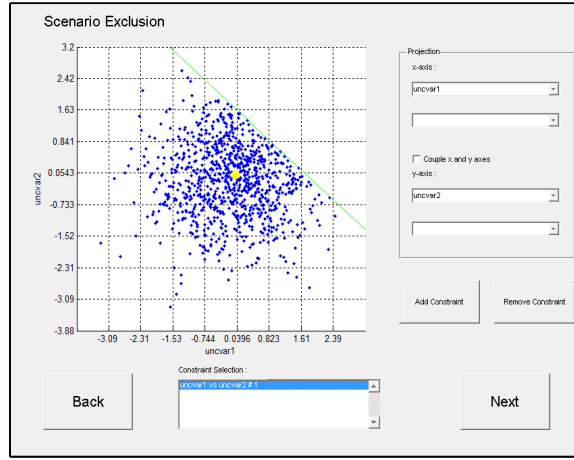 Scenario Exclusion
3.2
2.42
1.63
0.841
0.0543
-0.733
-1.52
-2.31
-3.09
-3.88
uncvar2
-3.09 -2.31 -1.53 -0.744 0.0396 0.823 1.61 2.39
uncvar1
Projection
x-axis :
uncvar1
Couple x and y axes
y-axis :
uncvar2
Add Constraint
Remove Constraint
Constraint Selection :
uncvar1 vs uncvar2 # 1
Back
Next